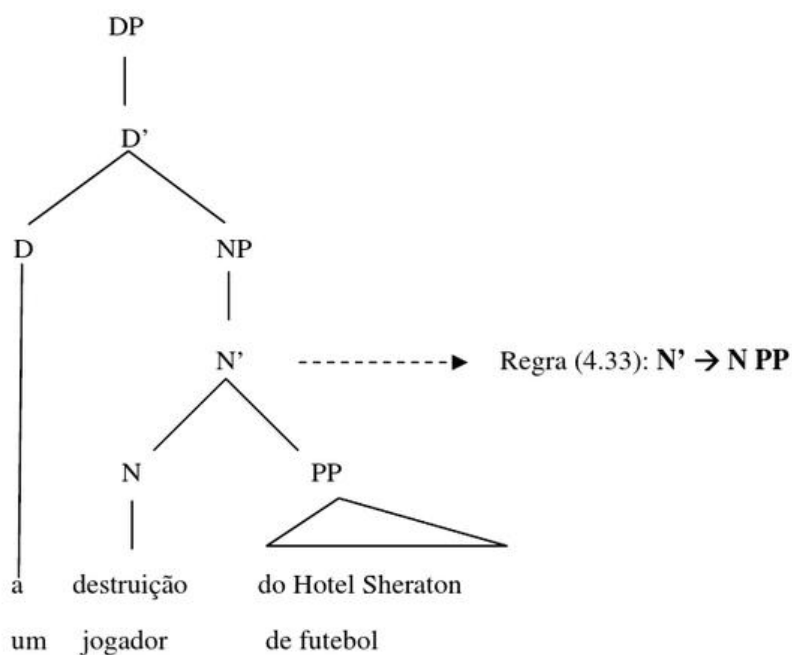 DP
D’
D NP
N’ Regra (4.33): N’ → N PP
N PP
a destruição do Hotel Sheraton
um jogador de futebol